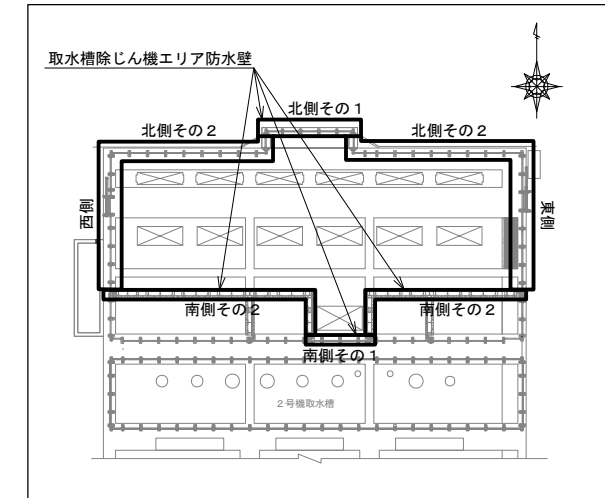 取水槽除じん機エリア防水壁
北側その１
北側その２
北側その２
西側
東側
南側その２
南側その２
南側その１
２号機取水槽